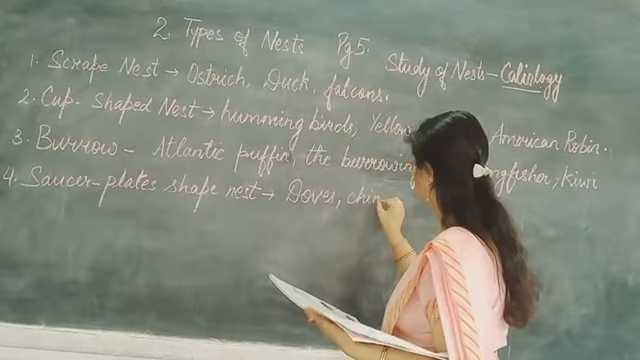 2. Types of Nests Pg 5.
Study of Nests - Caliology
1. Scrape Nest → Ostrich, Duck, falcons.
2. Cup-Shaped Nest → humming birds, Yellow American Robin.
3. Burrow - Atlantic puffin, the burrowing ngfisher, Kiwi
4. Saucer-plates shape nest → Doves, chin